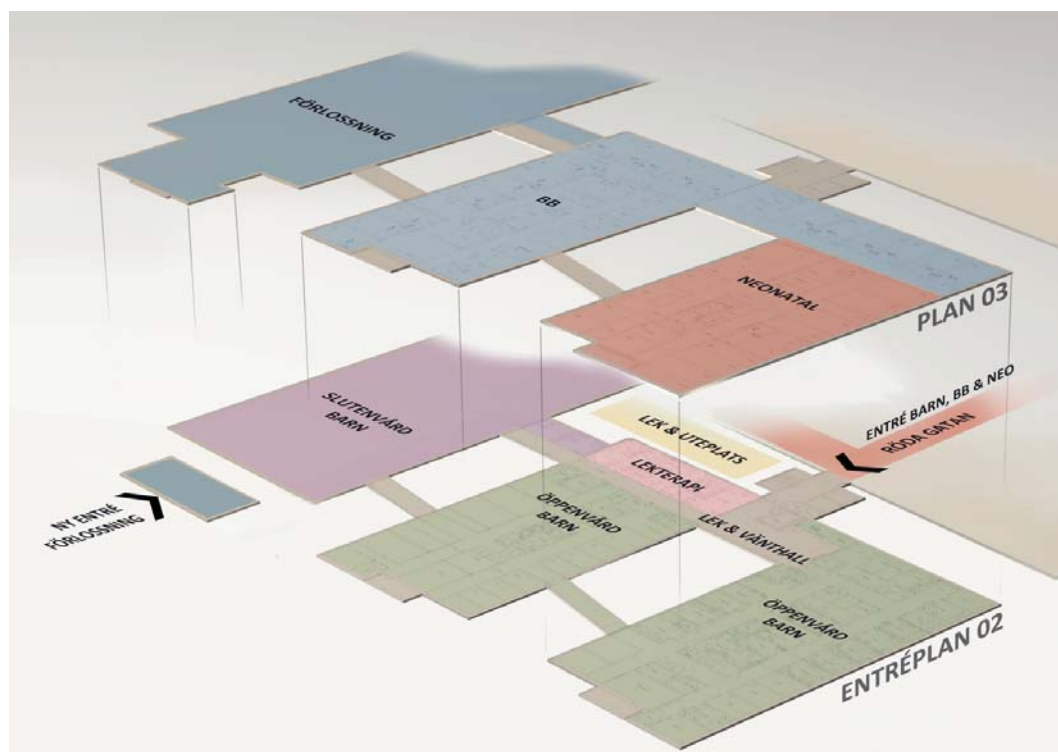 FÖRLOSSNING
BB
NEONATAL
PLAN 03
SLUTENVÅRD
BARN
LEK & UTEPLATS
ENTRÉ BARN, BB & NEO
RÖDA GATAN
LEKTERAPI
NY ENTRÉ
FÖRLOSSNING
ÖPPENVÅRD
BARN
LEK & VÄNTHALL
ÖPPENVÅRD
BARN
ENTRÉPLAN 02